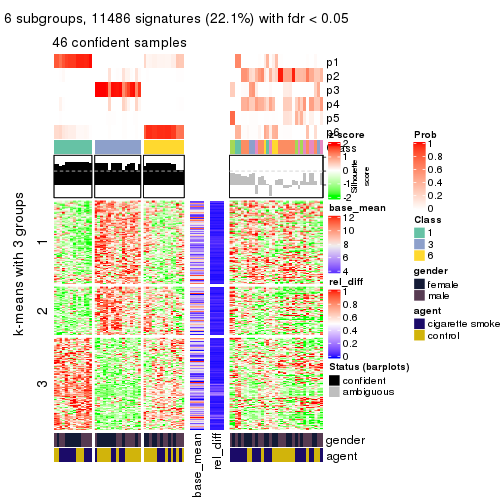 6 subgroups, 11486 signatures (22.1%) with fdr < 0.05
46 confident samples
p1
p2
p3
p4
p5
p6
Class
z-score
2
1
0
-1
-2
Silhouette
score
k-means with 3 groups
1
2
3
base_mean
12
10
8
6
4
rel_diff
1
0.8
0.6
0.4
0.2
0
Status (barplots)
confident
ambiguous
Prob
1
0.8
0.6
0.4
0.2
0
Class
1
3
6
gender
female
male
agent
cigarette smoke
control
gender
agent
base_mean
rel_diff